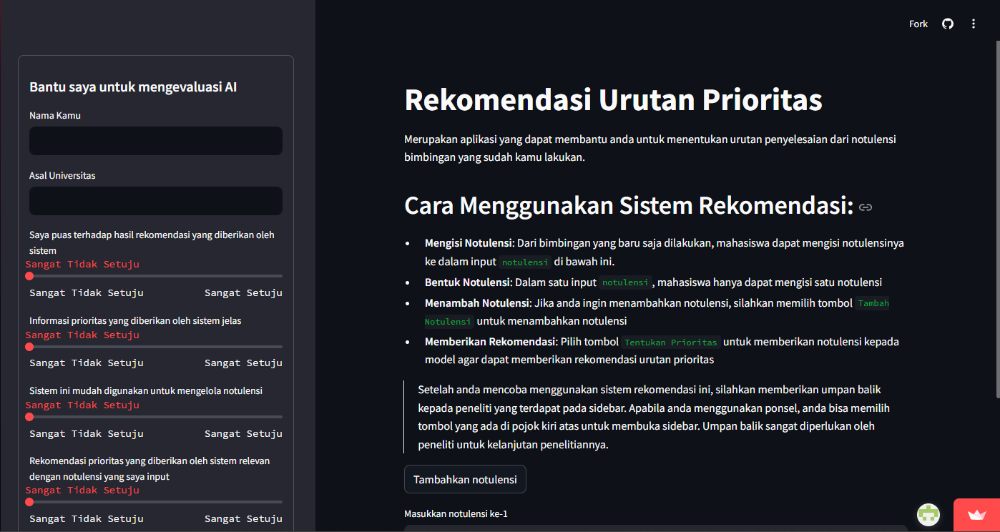 Bantu saya untuk mengevaluasi AI
Nama Kamu
Asal Universitas
Saya puas terhadap hasil rekomendasi yang diberikan oleh
sistem
Sangat Tidak Setuju
Sangat Tidak Setuju Sangat Setuju
Informasi prioritas yang diberikan oleh sistem jelas
Sangat Tidak Setuju
Sangat Tidak Setuju Sangat Setuju
Sistem ini mudah digunakan untuk mengelola notulensi
Sangat Tidak Setuju
Sangat Tidak Setuju Sangat Setuju
Rekomendasi prioritas yang diberikan oleh sistem relevan
dengan notulensi yang saya input
Sangat Tidak Setuju
Sangat Tidak Setuju Sangat Setuju
Fork
Rekomendasi Urutan Prioritas
Merupakan aplikasi yang dapat membantu anda untuk menentukan urutan penyelesaian dari notulensi
bimbingan yang sudah kamu lakukan.
Cara Menggunakan Sistem Rekomendasi:
• Mengisi Notulensi: Dari bimbingan yang baru saja dilakukan, mahasiswa dapat mengisi notulensinya
ke dalam input notulensi di bawah ini.
• Bentuk Notulensi: Dalam satu input notulensi, mahasiswa hanya dapat mengisi satu notulensi
• Menambah Notulensi: Jika anda ingin menambahkan notulensi, silahkan memilih tombol Tambah
Notulensi untuk menambahkan notulensi
• Memberikan Rekomendasi: Pilih tombol Tentukan Prioritas untuk memberikan notulensi kepada
model agar dapat memberikan rekomendasi urutan prioritas
Setelah anda mencoba menggunakan sistem rekomendasi ini, silahkan memberikan umpan balik
kepada peneliti yang terdapat pada sidebar. Apabila anda menggunakan ponsel, anda bisa memilih
tombol yang ada di pojok kiri atas untuk membuka sidebar. Umpan balik sangat diperlukan oleh
peneliti untuk kelanjutan penelitiannya.
Tambahkan notulensi
Masukkan notulensi ke-1